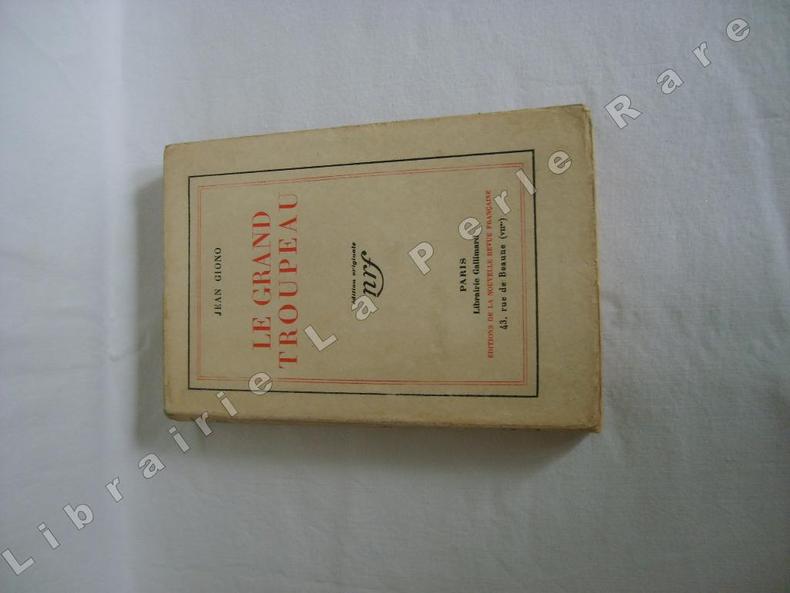 JEAN GIONO
LE GRAND
TROUPEAU
édition originale
nrf
PARIS
Librairie Gallimard
ÉDITIONS DE LA NOUVELLE REVUE FRANÇAISE
43, rue de Beaune (VIIme)
Librairie La Perle Rare